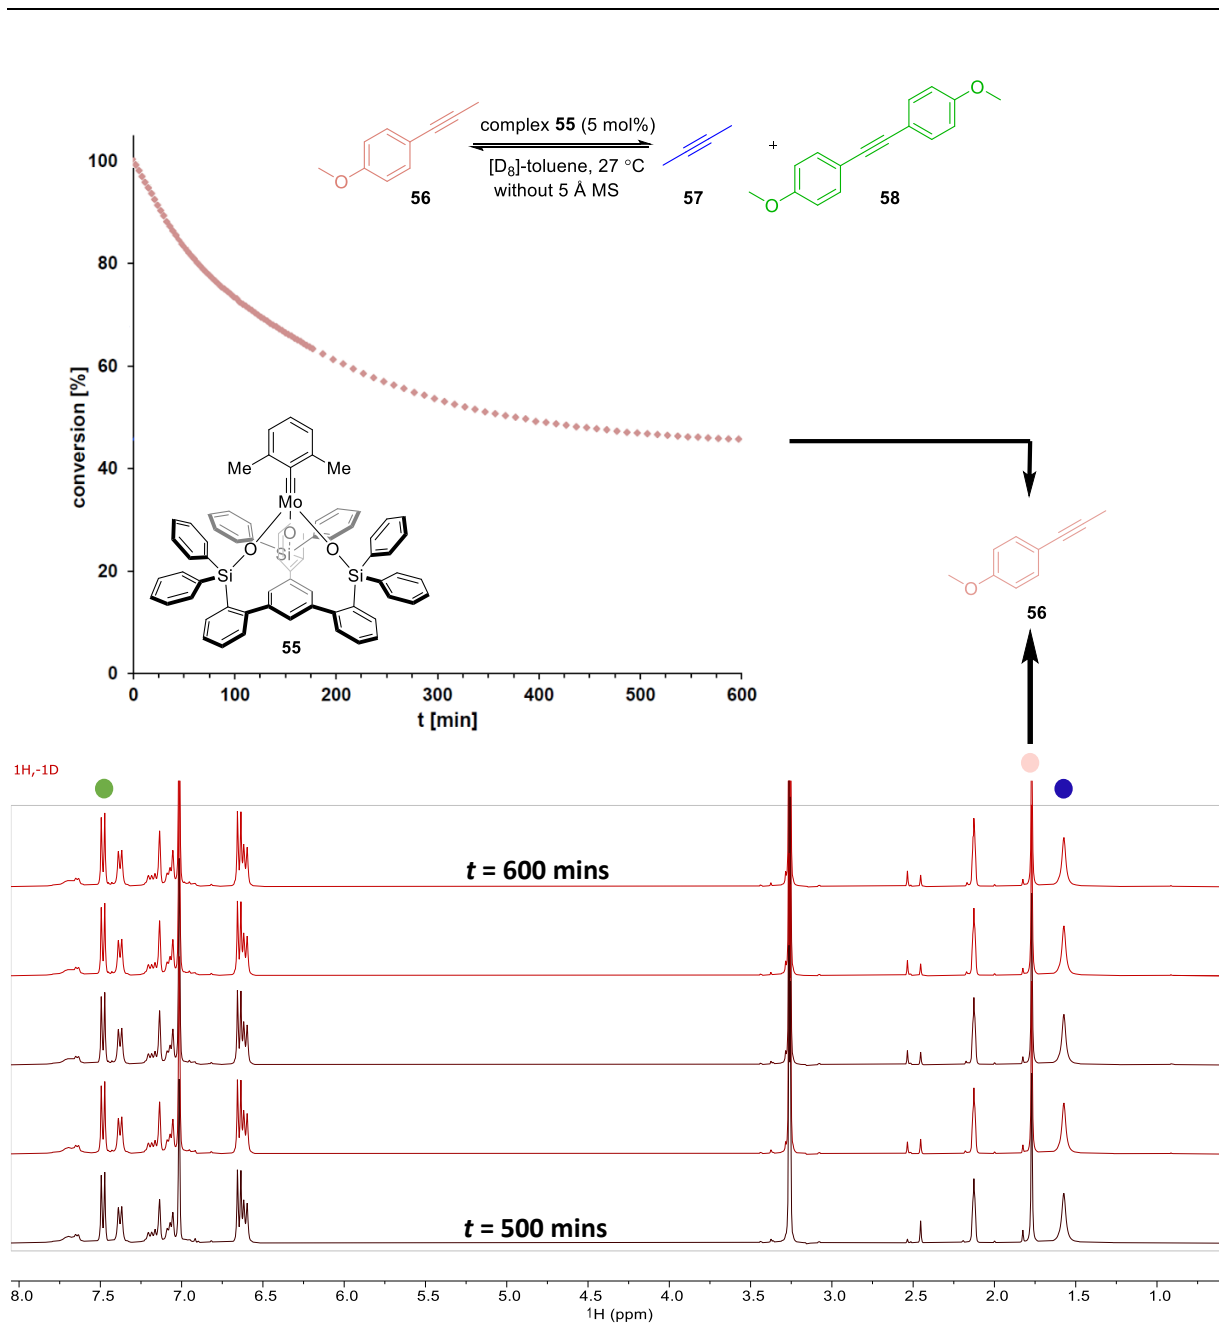 complex 55 (5 mol%)
[D₈]-toluene, 27 °C
without 5 Å MS
O
56
57
+
O
O
58
conversion [%]
100
80
60
40
20
0
0 100 200 300 400 500 600
t [min]
Me Me
Mo
O O O
Si Si Si
55
O
56
1H,-1D
t = 600 mins
t = 500 mins
8.0 7.5 7.0 6.5 6.0 5.5 5.0 4.5 4.0 3.5 3.0 2.5 2.0 1.5 1.0
¹H (ppm)